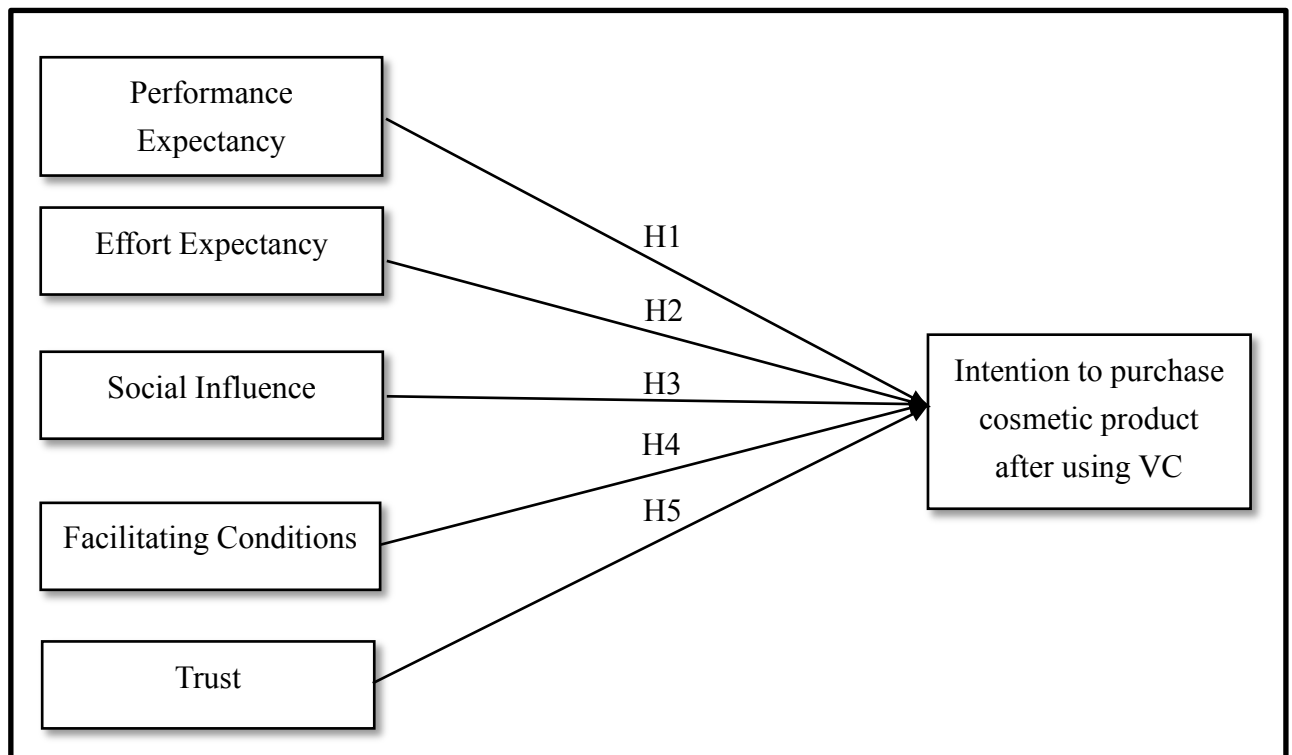 Performance
Expectancy
Effort Expectancy
Social Influence
Facilitating Conditions
Trust
H1
H2
H3
H4
H5
Intention to purchase
cosmetic product
after using VC